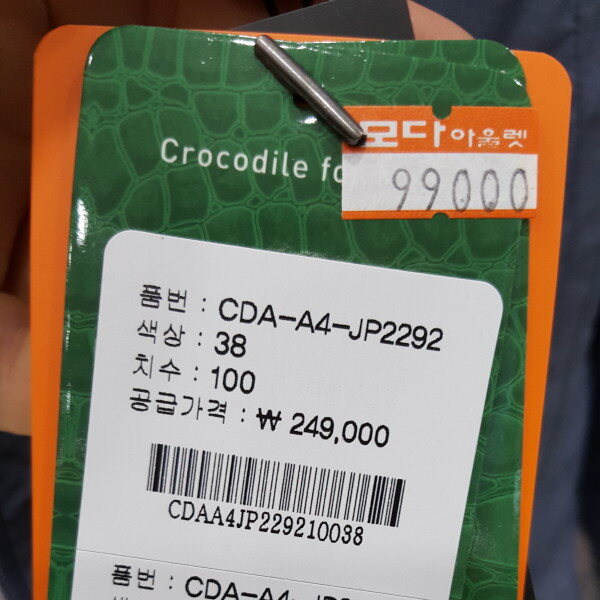 모다아울렛
Crocodile fo
99000
품번 : CDA-A4-JP2292
색상 : 38
치수 : 100
공급가격 : ₩ 249,000
CDAA4JP229210038
품번 : CDA-A4-JP